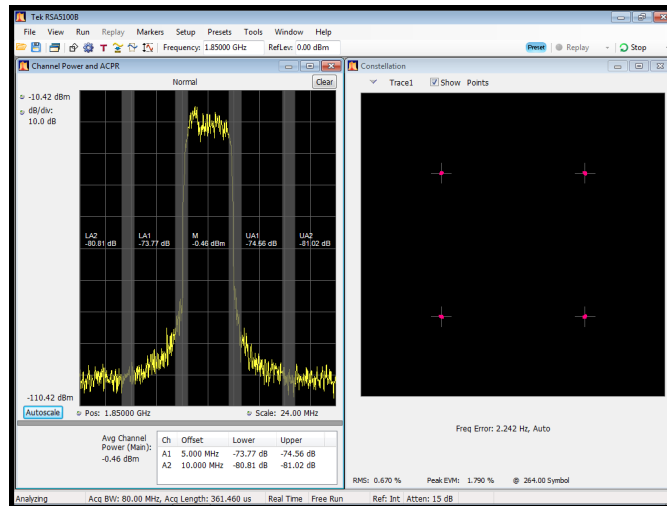 Tek RSA5100B
File View Run Replay Markers Setup Presets Tools Window Help
T Frequency: 1.85000 GHz RefLev: 0.00 dBm Preset Replay Stop
Channel Power and ACPR
Normal
Clear
-10.42 dBm
dB/div:
10.0 dB
LA2 LA1 M UA1 UA2
-80.81 dB -73.77 dB -0.46 dBm -74.56 dB -81.02 dB
-110.42 dBm
Autoscale Pos: 1.85000 GHz Scale: 24.00 MHz
Avg Channel
Power (Main):
-0.46 dBm
Ch Offset Lower Upper
A1 5.000 MHz -73.77 dB -74.56 dB
A2 10.000 MHz -80.81 dB -81.02 dB
Constellation
Trace1 Show Points
Freq Error: 2.242 Hz, Auto
RMS: 0.670 % Peak EVM: 1.790 % @ 264.00 Symbol
Analyzing Acq BW: 80.00 MHz, Acq Length: 361.460 us Real Time Free Run Ref: Int Atten: 15 dB